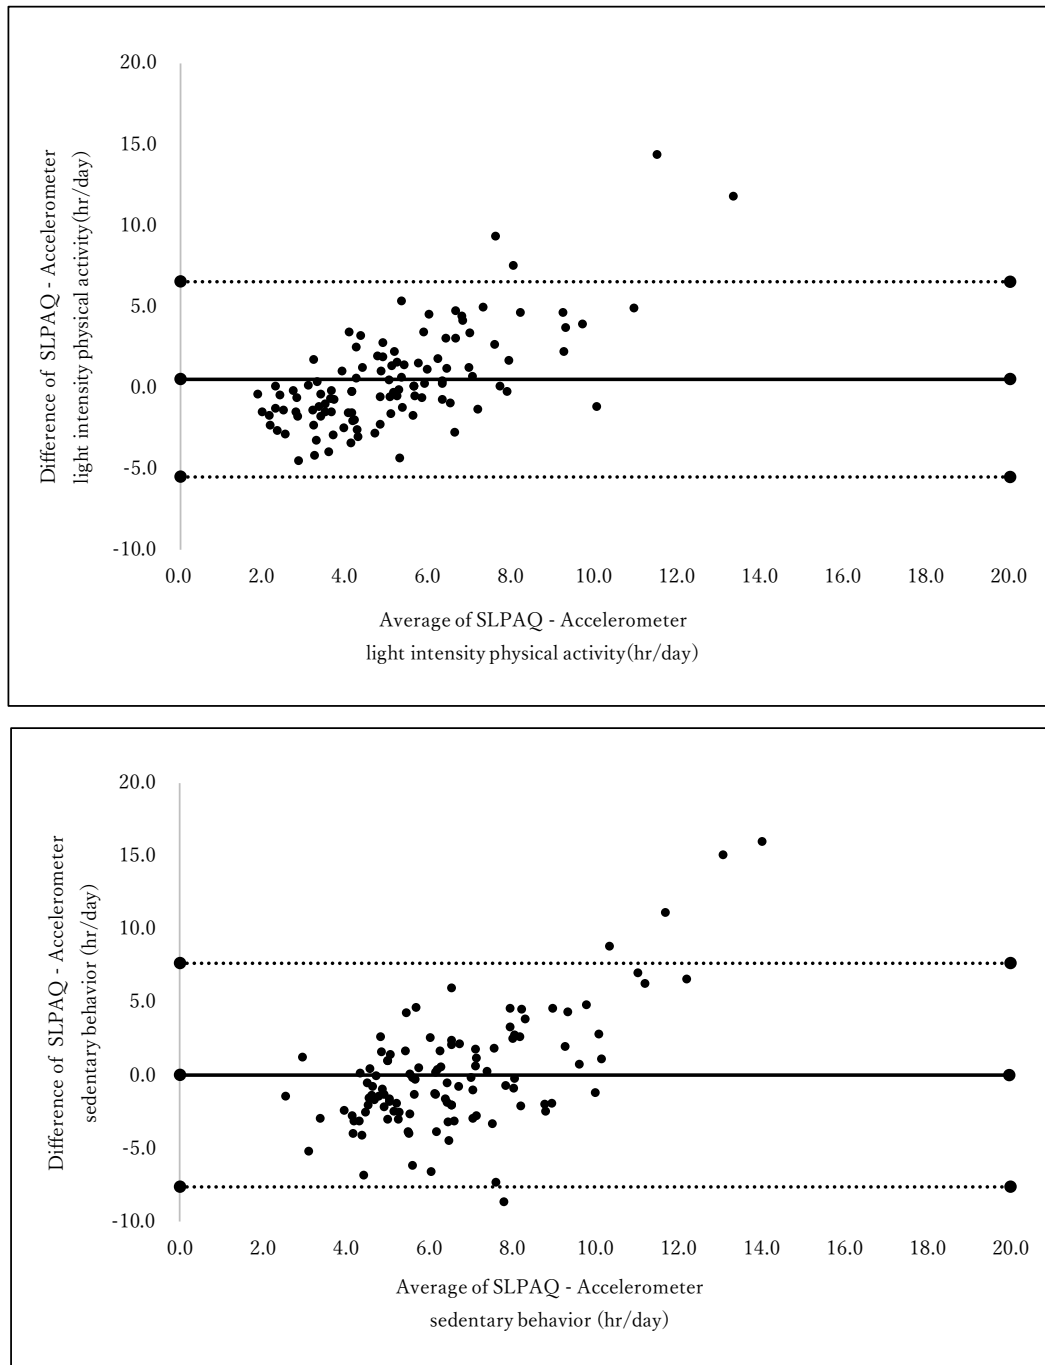 20.0
15.0
10.0
5.0
0.0
-5.0
-10.0
Difference of SLPAQ - Accelerometer
light intensity physical activity(hr/day)
0.0 2.0 4.0 6.0 8.0 10.0 12.0 14.0 16.0 18.0 20.0
Average of SLPAQ - Accelerometer
light intensity physical activity(hr/day)
20.0
15.0
10.0
5.0
0.0
-5.0
-10.0
Difference of SLPAQ - Accelerometer
sedentary behavior (hr/day)
0.0 2.0 4.0 6.0 8.0 10.0 12.0 14.0 16.0 18.0 20.0
Average of SLPAQ - Accelerometer
sedentary behavior (hr/day)